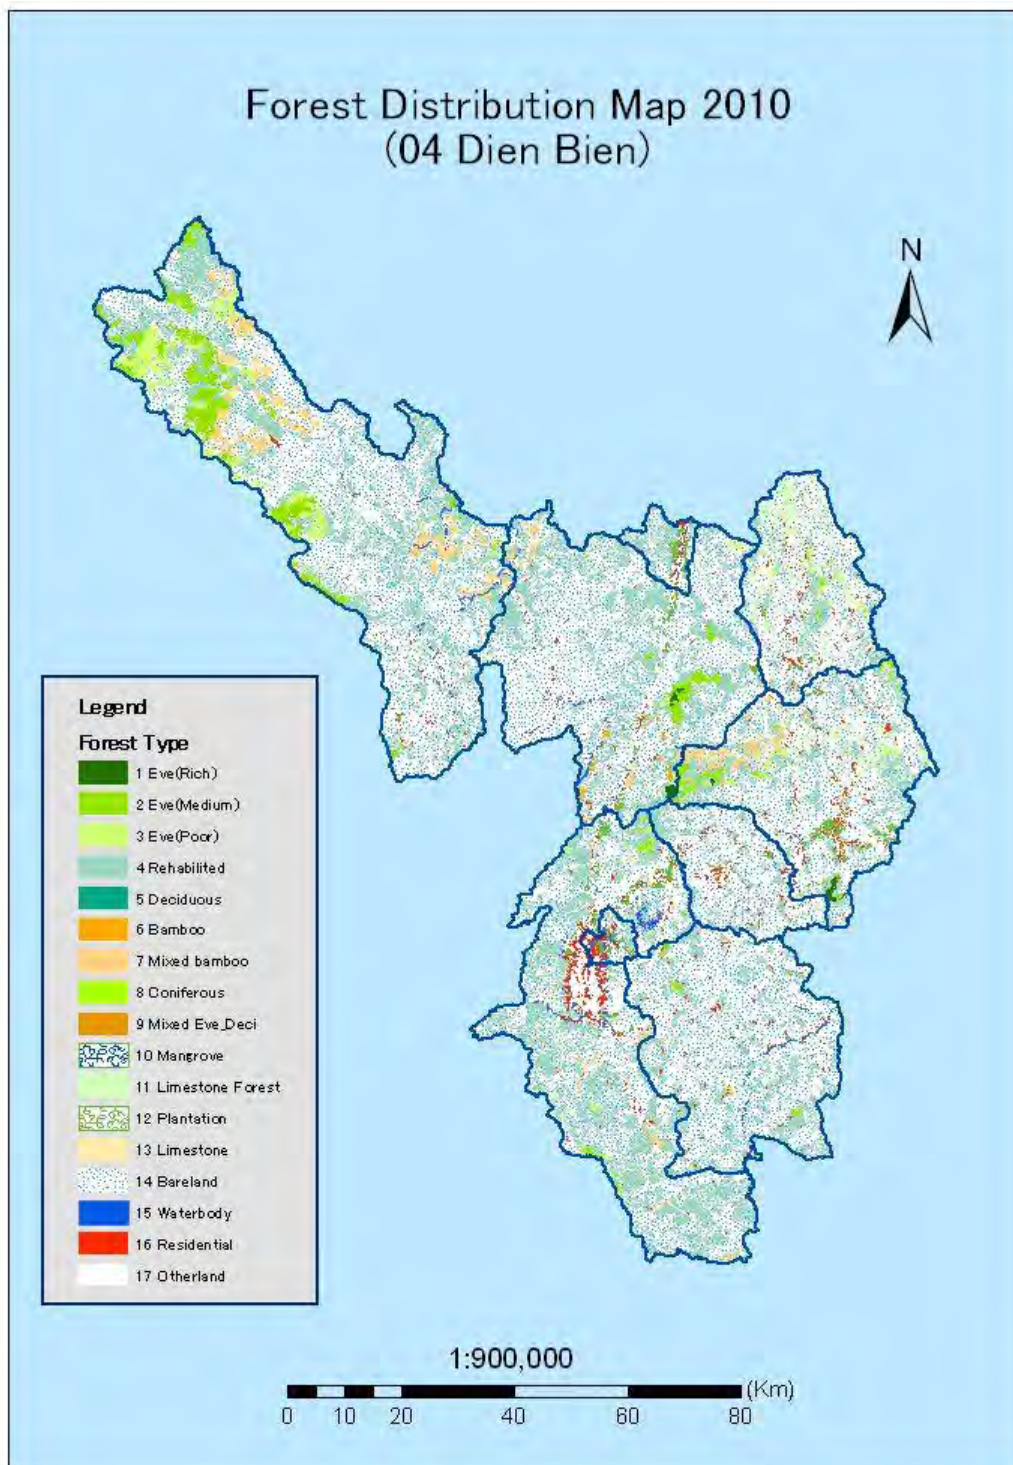 Forest Distribution Map 2010
(04 Dien Bien)
N
Legend
Forest Type
1 Eve(Rich)
2 Eve(Medium)
3 Eve(Poor)
4 Rehabilited
5 Deciduous
6 Bamboo
7 Mixed bamboo
8 Coniferous
9 Mixed Eve_Deci
10 Mangrove
11 Limestone Forest
12 Plantation
13 Limestone
14 Bareland
15 Waterbody
16 Residential
17 Otherland
1:900,000
(Km)
0 10 20 40 60 80